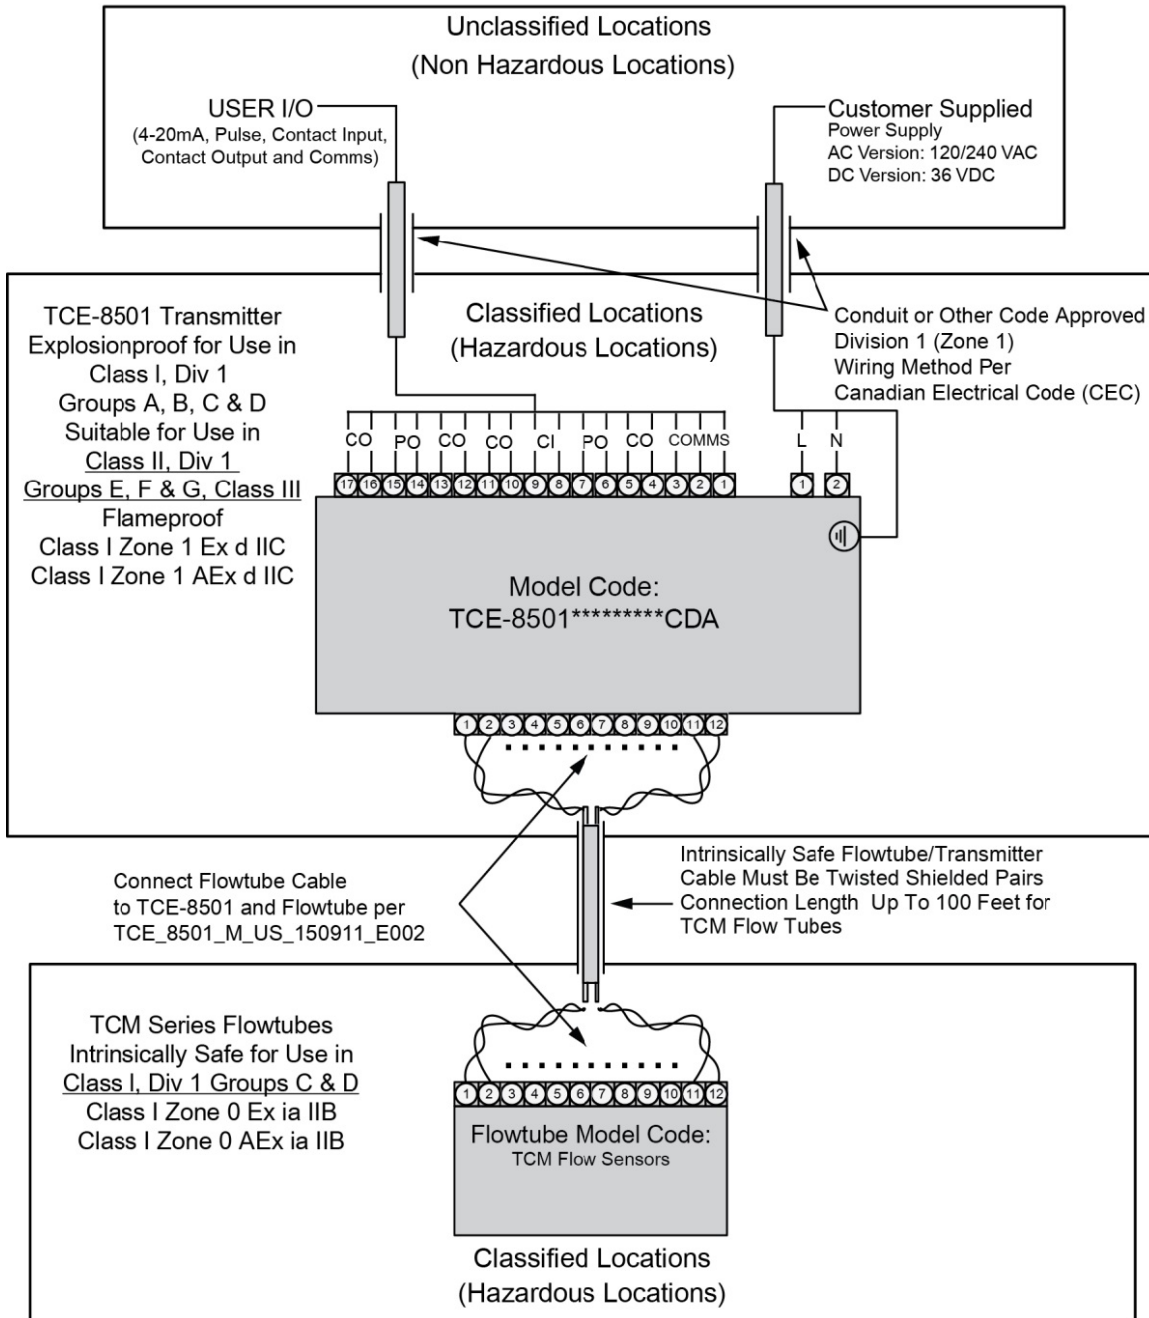 Unclassified Locations
(Non Hazardous Locations)
USER I/O
(4-20mA, Pulse, Contact Input,
Contact Output and Comms)
Customer Supplied
Power Supply
AC Version: 120/240 VAC
DC Version: 36 VDC
TCE-8501 Transmitter
Explosionproof for Use in
Class I, Div 1
Groups A, B, C & D
Suitable for Use in
Class II, Div 1
Groups E, F & G, Class III
Flameproof
Class I Zone 1 Ex d IIC
Class I Zone 1 AEx d IIC
Classified Locations
(Hazardous Locations)
Conduit or Other Code Approved
Division 1 (Zone 1)
Wiring Method Per
Canadian Electrical Code (CEC)
CO PO CO CO CI PO CO COMMS
L N
17 16 15 14 13 12 11 10 9 8 7 6 5 4 3 2 1
1 2
Model Code:
TCE-8501*********CDA
1 2 3 4 5 6 7 8 9 10 11 12
Connect Flowtube Cable
to TCE-8501 and Flowtube per
TCE_8501_M_US_150911_E002
Intrinsically Safe Flowtube/Transmitter
Cable Must Be Twisted Shielded Pairs
Connection Length Up To 100 Feet for
TCM Flow Tubes
TCM Series Flowtubes
Intrinsically Safe for Use in
Class I, Div 1 Groups C & D
Class I Zone 0 Ex ia IIB
Class I Zone 0 AEx ia IIB
1 2 3 4 5 6 7 8 9 10 11 12
Flowtube Model Code:
TCM Flow Sensors
Classified Locations
(Hazardous Locations)